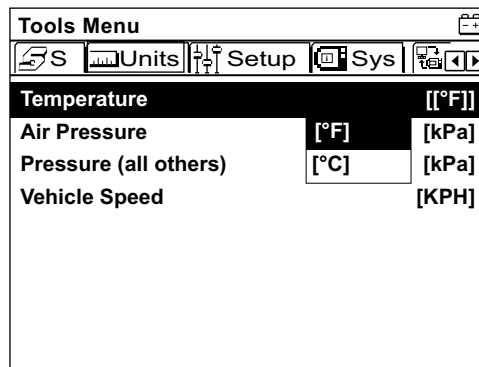 Tools Menu
S Units Setup Sys
Temperature [[°F]]
Air Pressure [°F] [kPa]
Pressure (all others) [°C] [kPa]
Vehicle Speed [KPH]